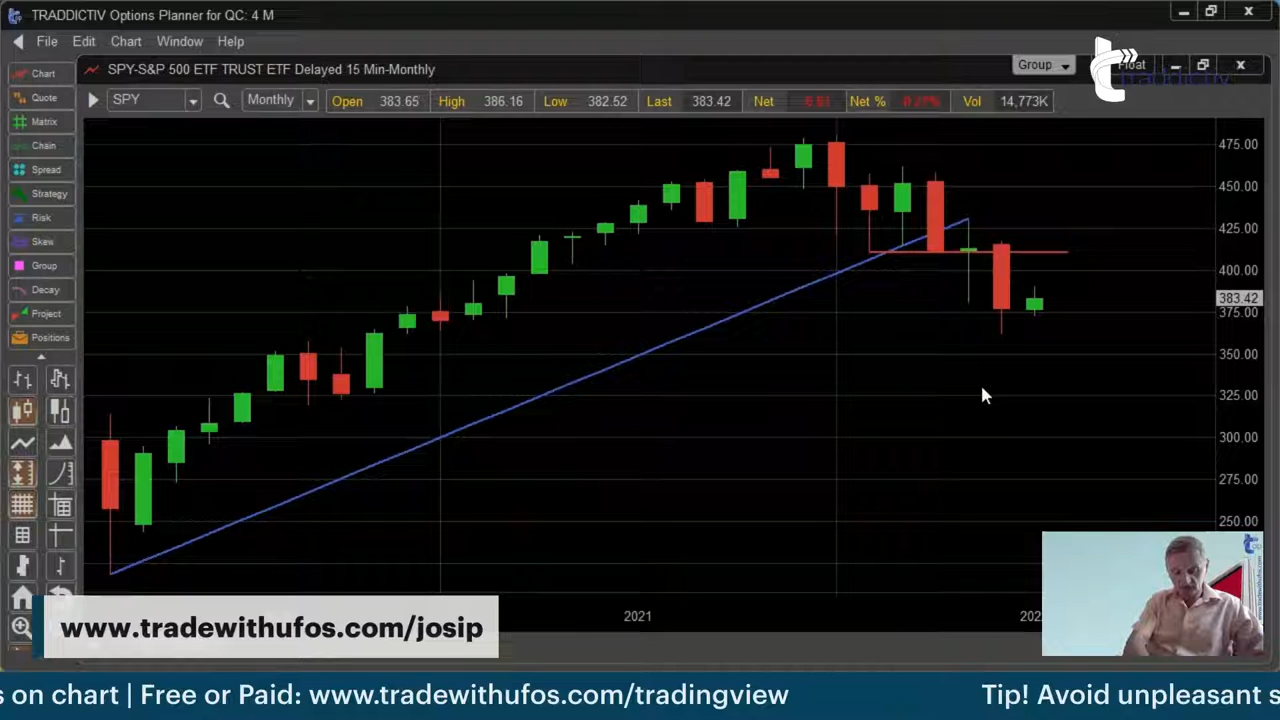 TRADDICTIV Options Planner for QC: 4 M
File Edit Chart Window Help
SPY-S&P 500 ETF TRUST ETF Delayed 15 Min-Monthly
Group
Float
SPY
Monthly
Open 383.65 High 386.16 Low 382.52 Last 383.42 Net Net % Vol 14,773K
Chart
Quote
Matrix
Chain
Spread
Strategy
Risk
Skew
Group
Decay
Project
Positions
475.00
450.00
425.00
400.00
383.42
375.00
350.00
325.00
300.00
275.00
250.00
2021
www.tradewithufos.com/josip
s on chart | Free or Paid: www.tradewithufos.com/tradingview
Tip! Avoid unpleasant s